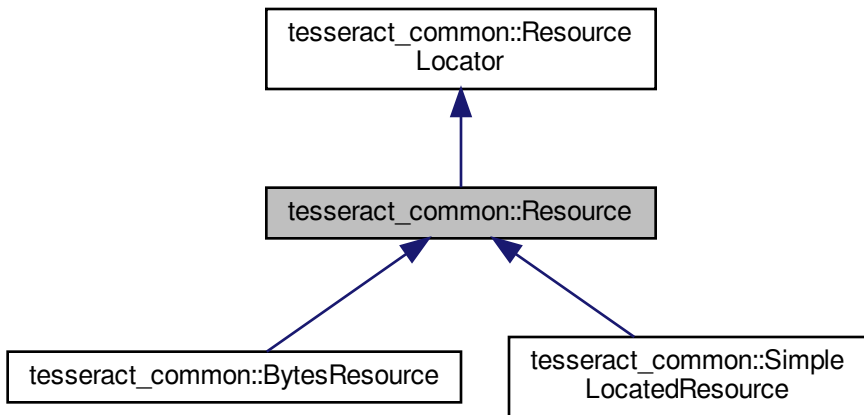 tesseract_common::Resource
Locator
tesseract_common::Resource
tesseract_common::BytesResource
tesseract_common::Simple
LocatedResource